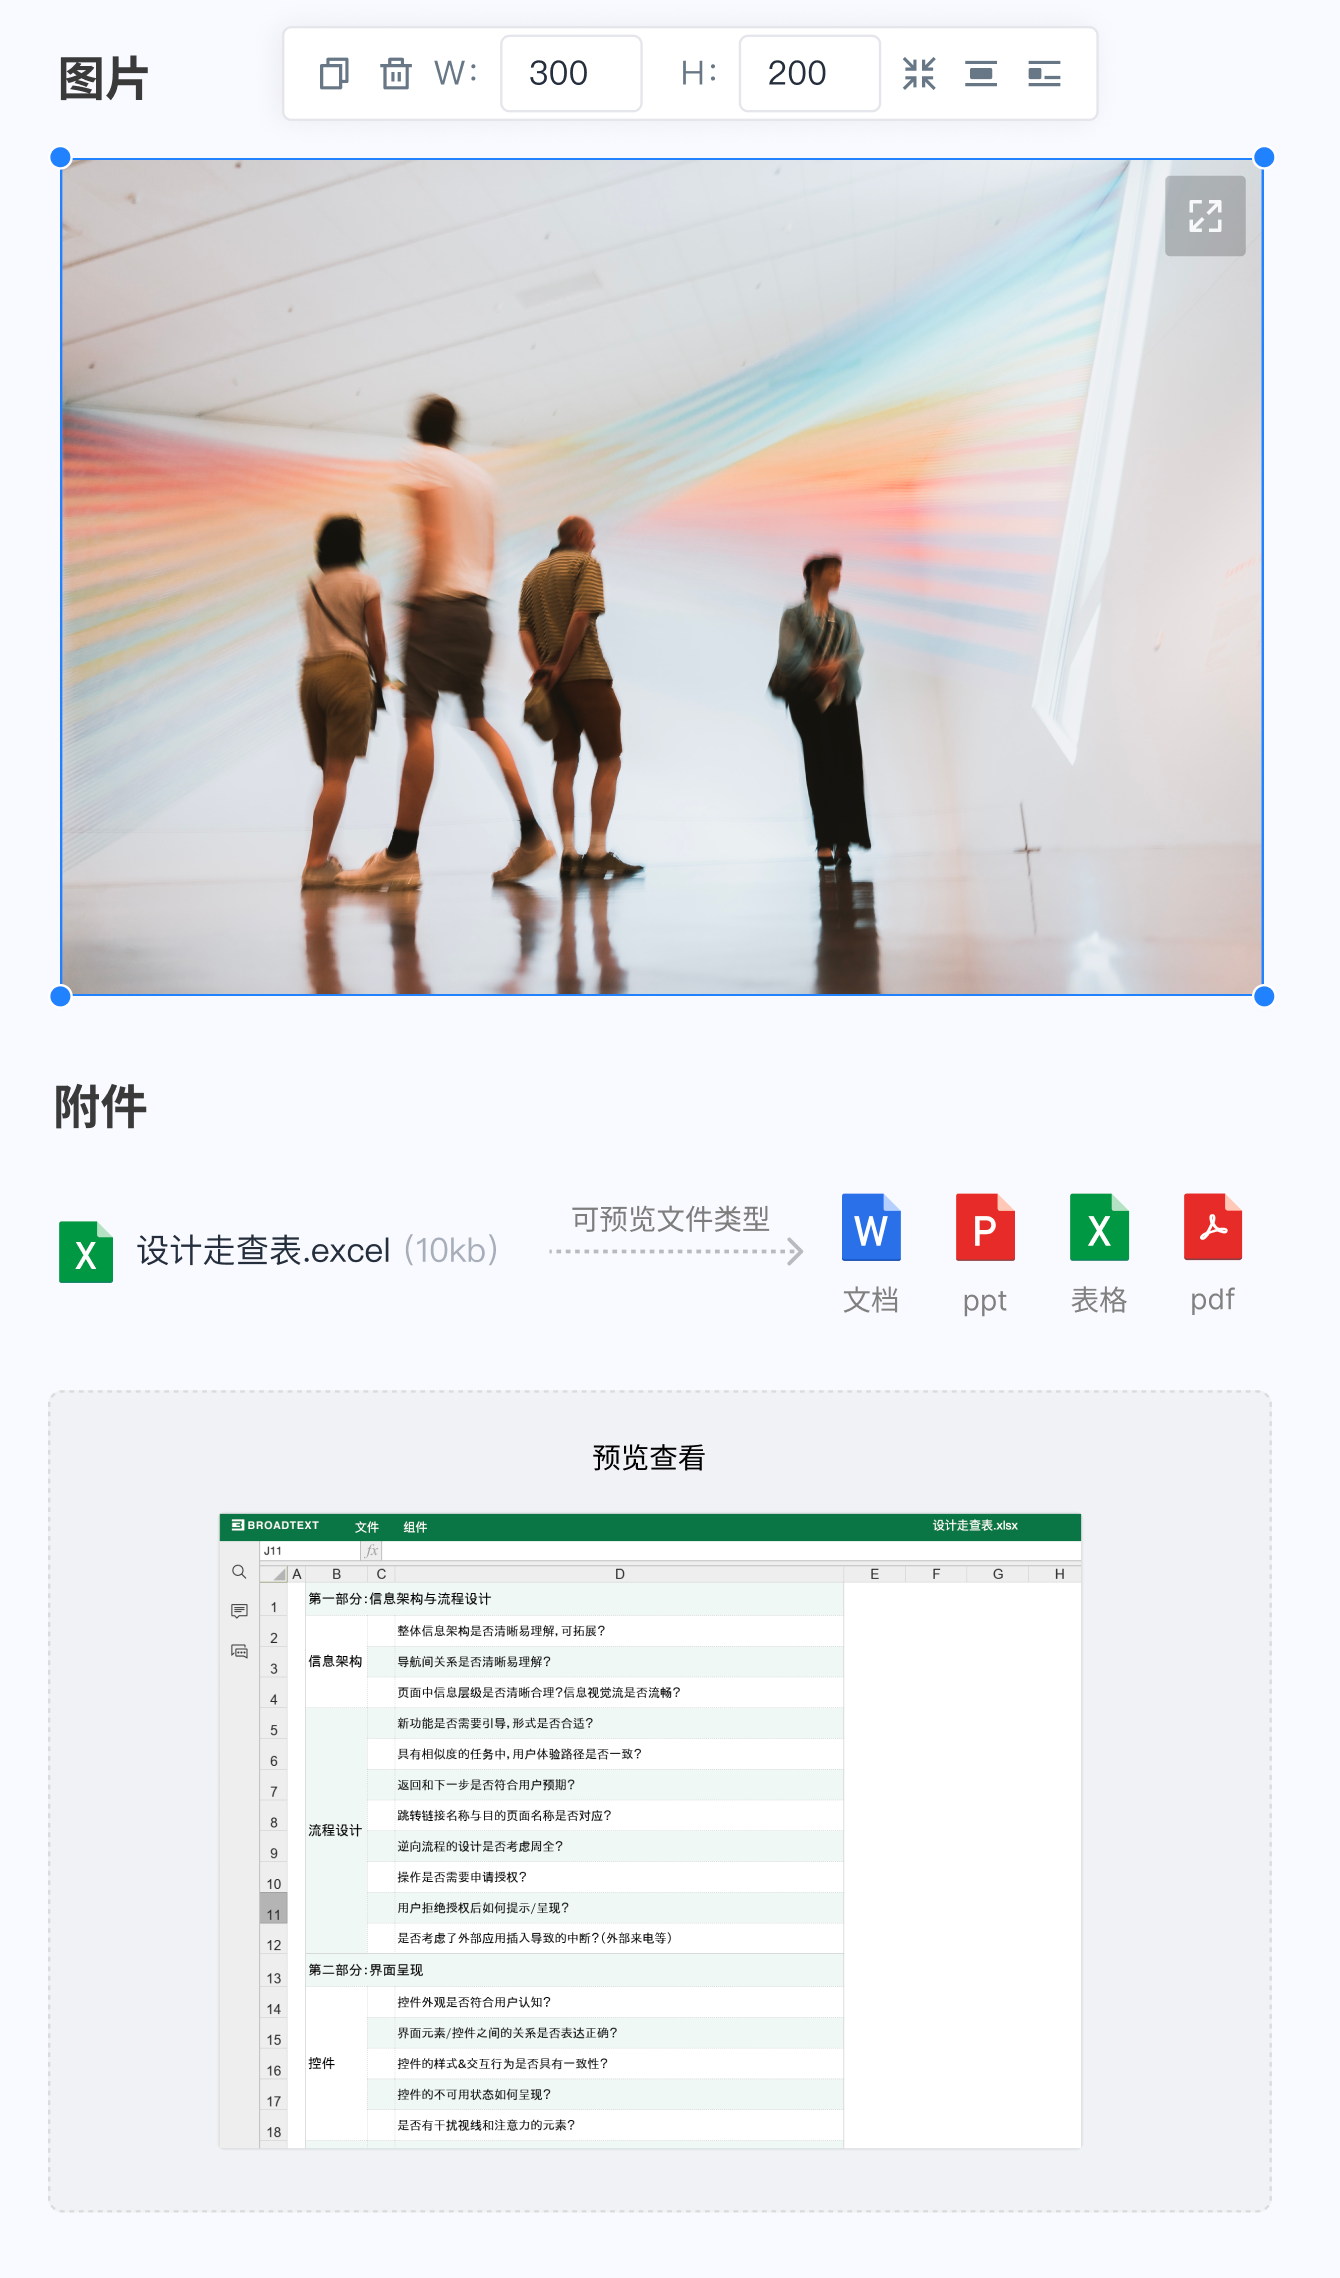 图片
W: 300 H: 200
附件
设计走查表.excel (10kb)
可预览文件类型
文档 ppt 表格 pdf
预览查看
BROADTEXT 文件 组件 设计走查表.xlsx
J11 fx
A B C D E F G H
1 第一部分:信息架构与流程设计
2 整体信息架构是否清晰易理解,可拓展?
信息架构
3 导航间关系是否清晰易理解?
4 页面中信息层级是否清晰合理?信息视觉流是否流畅?
5 新功能是否需要引导,形式是否合适?
6 具有相似度的任务中,用户体验路径是否一致?
7 返回和下一步是否符合用户预期?
8 跳转链接名称与目的页面名称是否对应?
流程设计
9 逆向流程的设计是否考虑周全?
10 操作是否需要申请授权?
11 用户拒绝授权后如何提示/呈现?
12 是否考虑了外部应用插入导致的中断?(外部来电等)
13 第二部分:界面呈现
14 控件外观是否符合用户认知?
15 界面元素/控件之间的关系是否表达正确?
控件
16 控件的样式&交互行为是否具有一致性?
17 控件的不可用状态如何呈现?
18 是否有干扰视线和注意力的元素?